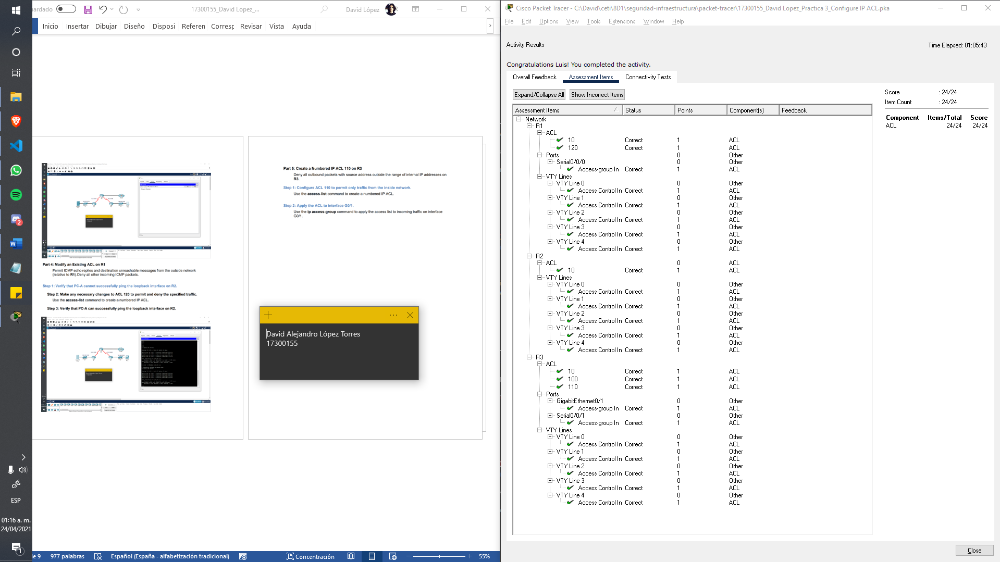 ardado
17300155_David Lopez_...
David López
Inicio Insertar Dibujar Diseño Disposi Referen Corresp Revisar Vista Ayuda
Part 4: Modify an Existing ACL on R1
Permit ICMP echo replies and destination unreachable messages from the outside network
(relative to R1).Deny all other incoming ICMP packets.
Step 1: Verify that PC-A cannot successfully ping the loopback interface on R2.
Step 2: Make any necessary changes to ACL 120 to permit and deny the specified traffic.
Use the access-list command to create a numbered IP ACL.
Step 3: Verify that PC-A can successfully ping the loopback interface on R2.
Part 5: Create a Numbered IP ACL 110 on R3
Deny all outbound packets with source address outside the range of internal IP addresses on
R3.
Step 1: Configure ACL 110 to permit only traffic from the inside network.
Use the access-list command to create a numbered IP ACL.
Step 2: Apply the ACL to interface G0/1.
Use the ip access-group command to apply the access list to incoming traffic on interface
G0/1.
David Alejandro López Torres
17300155
2
ESP
01:16 a. m.
24/04/2021
1
e 9 977 palabras Español (España - alfabetización tradicional) Concentración 55%
Cisco Packet Tracer - C:\David\ceti\8D1\seguridad-infraestructura\packet-tracer\17300155_David Lopez_Practica 3_Configure IP ACL.pka
File Edit Options View Tools Extensions Window Help
Activity Results
Time Elapsed: 01:05:43
Congratulations Luis! You completed the activity.
Overall Feedback Assessment Items Connectivity Tests
Expand/Collapse All Show Incorrect Items
Assessment Items Status Points Component(s) Feedback
Network
R1
ACL
10 Correct 1 ACL
120 Correct 1 ACL
Ports 0 Other
Serial0/0/0 0 Other
Access-group In Correct 1 ACL
VTY Lines
VTY Line 0 0 Other
Access Control In Correct 1 ACL
VTY Line 1 0 Other
Access Control In Correct 1 ACL
VTY Line 2 0 Other
Access Control In Correct 1 ACL
VTY Line 3 0 Other
Access Control In Correct 1 ACL
VTY Line 4 0 Other
Access Control In Correct 1 ACL
R2
ACL 0 ACL
10 Correct 1 ACL
VTY Lines
VTY Line 0 0 Other
Access Control In Correct 1 ACL
VTY Line 1 0 Other
Access Control In Correct 1 ACL
VTY Line 2 0 Other
Access Control In Correct 1 ACL
VTY Line 3 0 Other
Access Control In Correct 1 ACL
VTY Line 4 0 Other
Access Control In Correct 1 ACL
R3
ACL
10 Correct 1 ACL
100 Correct 1 ACL
110 Correct 1 ACL
Ports
GigabitEthernet0/1 0 Other
Access-group In Correct 1 ACL
Serial0/0/1 0 Other
Access-group In Correct 1 ACL
VTY Lines
VTY Line 0 0 Other
Access Control In Correct 1 ACL
VTY Line 1 0 Other
Access Control In Correct 1 ACL
VTY Line 2 0 Other
Access Control In Correct 1 ACL
VTY Line 3 0 Other
Access Control In Correct 1 ACL
VTY Line 4 0 Other
Access Control In Correct 1 ACL
Score : 24/24
Item Count : 24/24
Component Items/Total Score
ACL 24/24 24/24
Close